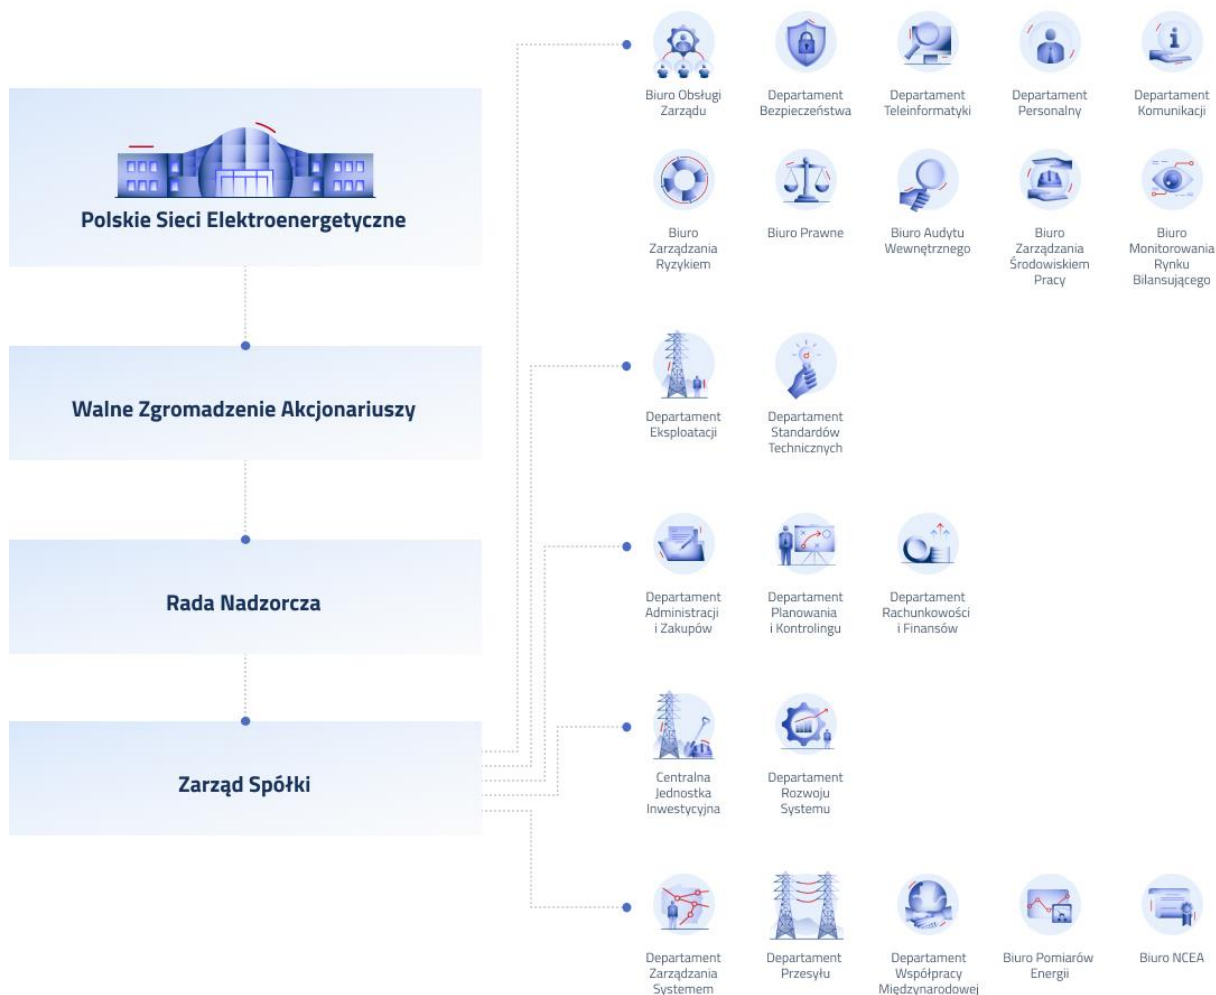 Polskie Sieci Elektroenergetyczne
Walne Zgromadzenie Akcjonariuszy
Rada Nadzorcza
Zarząd Spółki
Biuro Obsługi
Zarządu
Departament
Bezpieczeństwa
Departament
Teleinformatyki
Departament
Personalny
Departament
Komunikacji
Biuro
Zarządzania
Ryzykiem
Biuro Prawne
Biuro Audytu
Wewnętrznego
Biuro
Zarządzania
Środowiskiem
Pracy
Biuro
Monitorowania
Rynku
Bilansującego
Departament
Eksploatacji
Departament
Standardów
Technicznych
Departament
Administracji
i Zakupów
Departament
Planowania
i Kontrolingu
Departament
Rachunkowości
i Finansów
Centralna
Jednostka
Inwestycyjna
Departament
Rozwoju
Systemu
Departament
Zarządzania
Systemem
Departament
Przesyłu
Departament
Współpracy
Międzynarodowej
Biuro Pomiarów
Energii
Biuro NCEA